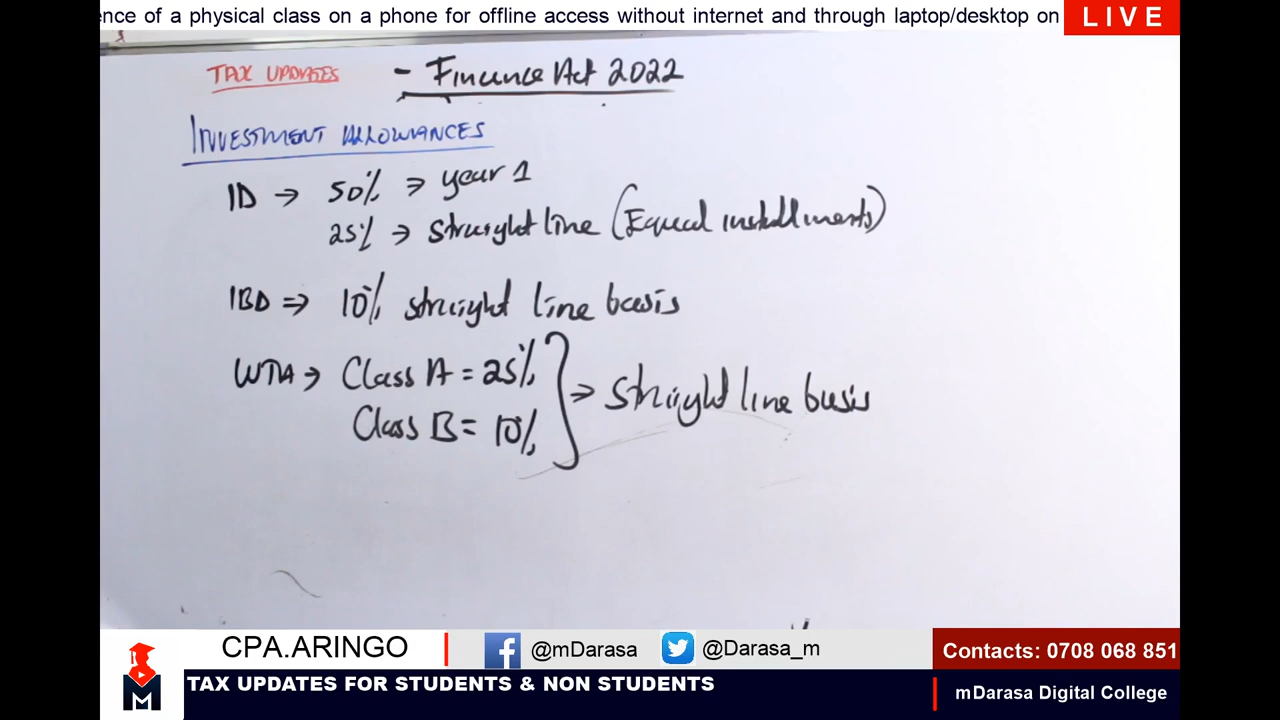 ence of a physical class on a phone for offline access without internet and through laptop/desktop on
LIVE
TAX UPDATES - Finance Act 2022
INVESTMENT ALLOWANCES
ID → 50% ⇒ year 1
25% → Straight line (Equal installments)
IBD ⇒ 10% straight line basis
WTA → Class A = 25%
Class B = 10%
⇒ Straight line basis
CPA.ARINGO
@mDarasa
@Darasa_m
Contacts: 0708 068 851
M
TAX UPDATES FOR STUDENTS & NON STUDENTS
mDarasa Digital College